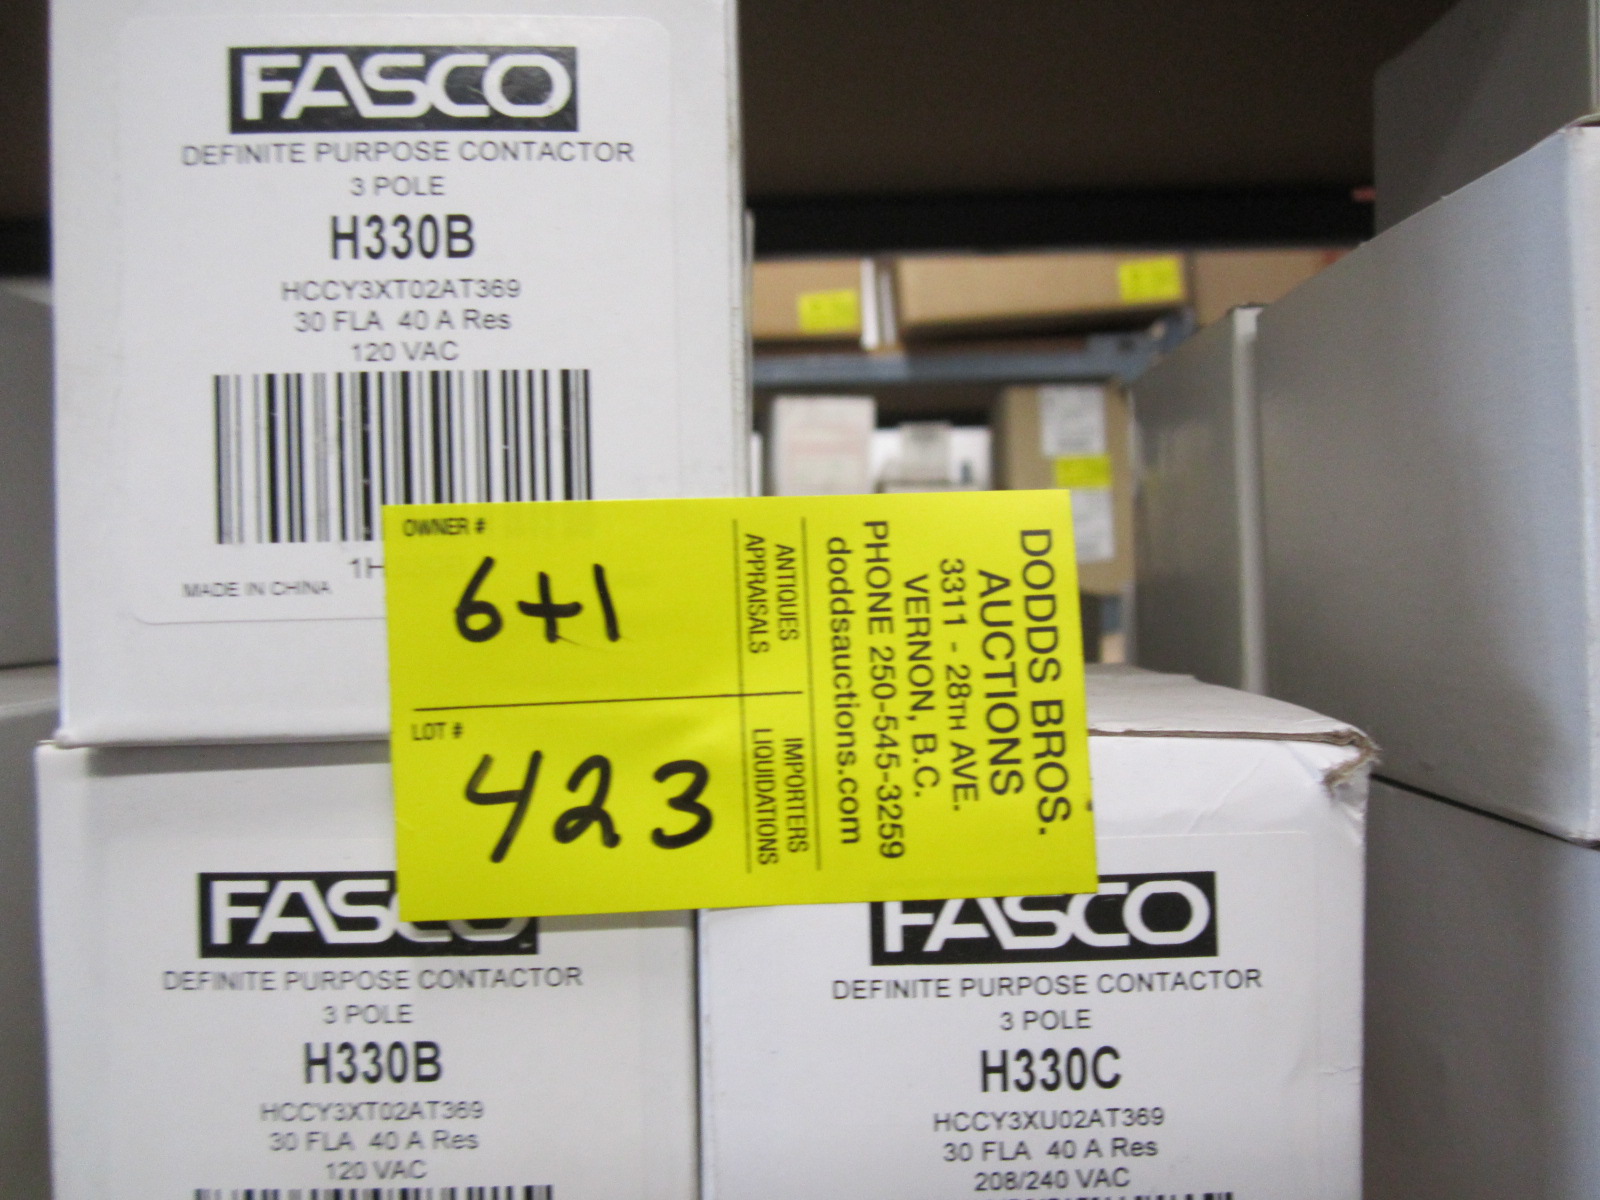 FASCO
DEFINITE PURPOSE CONTACTOR
3 POLE
H330B
HCCY3XT02AT369
30 FLA 40 A Res
120 VAC
1H
MADE IN CHINA
OWNER #
6+1
LOT #
423
ANTIQUES
APPRAISALS
IMPORTERS
LIQUIDATIONS
DODDS BROS.
AUCTIONS
3311 - 28TH AVE.
VERNON, B.C.
PHONE 250-545-3259
doddsauctions.com
FASCO
DEFINITE PURPOSE CONTACTOR
3 POLE
H330B
HCCY3XT02AT369
30 FLA 40 A Res
120 VAC
FASCO
DEFINITE PURPOSE CONTACTOR
3 POLE
H330C
HCCY3XU02AT369
30 FLA 40 A Res
208/240 VAC